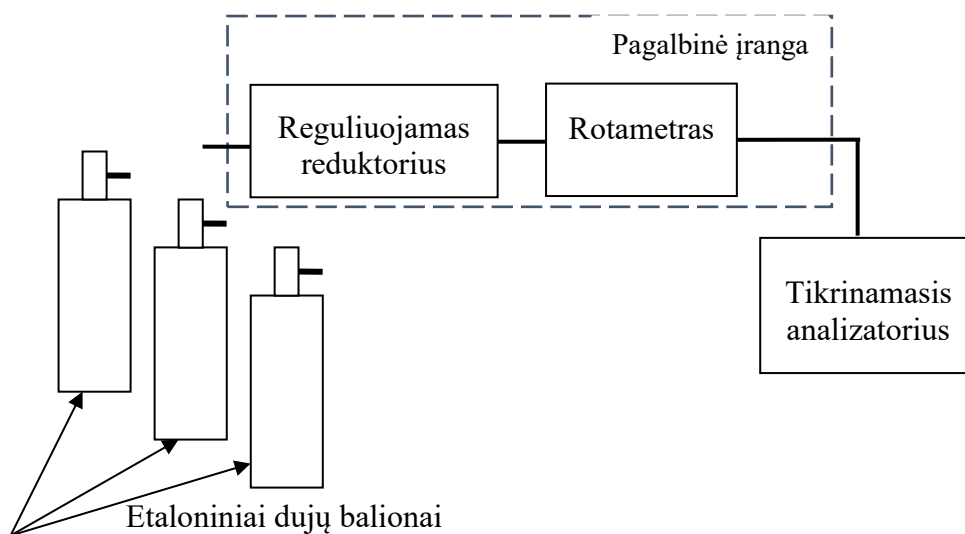 Pagalbinė įranga
Reguliuojamas
reduktorius
Rotametras
Tikrinamasis
analizatorius
Etaloniniai dujų balionai